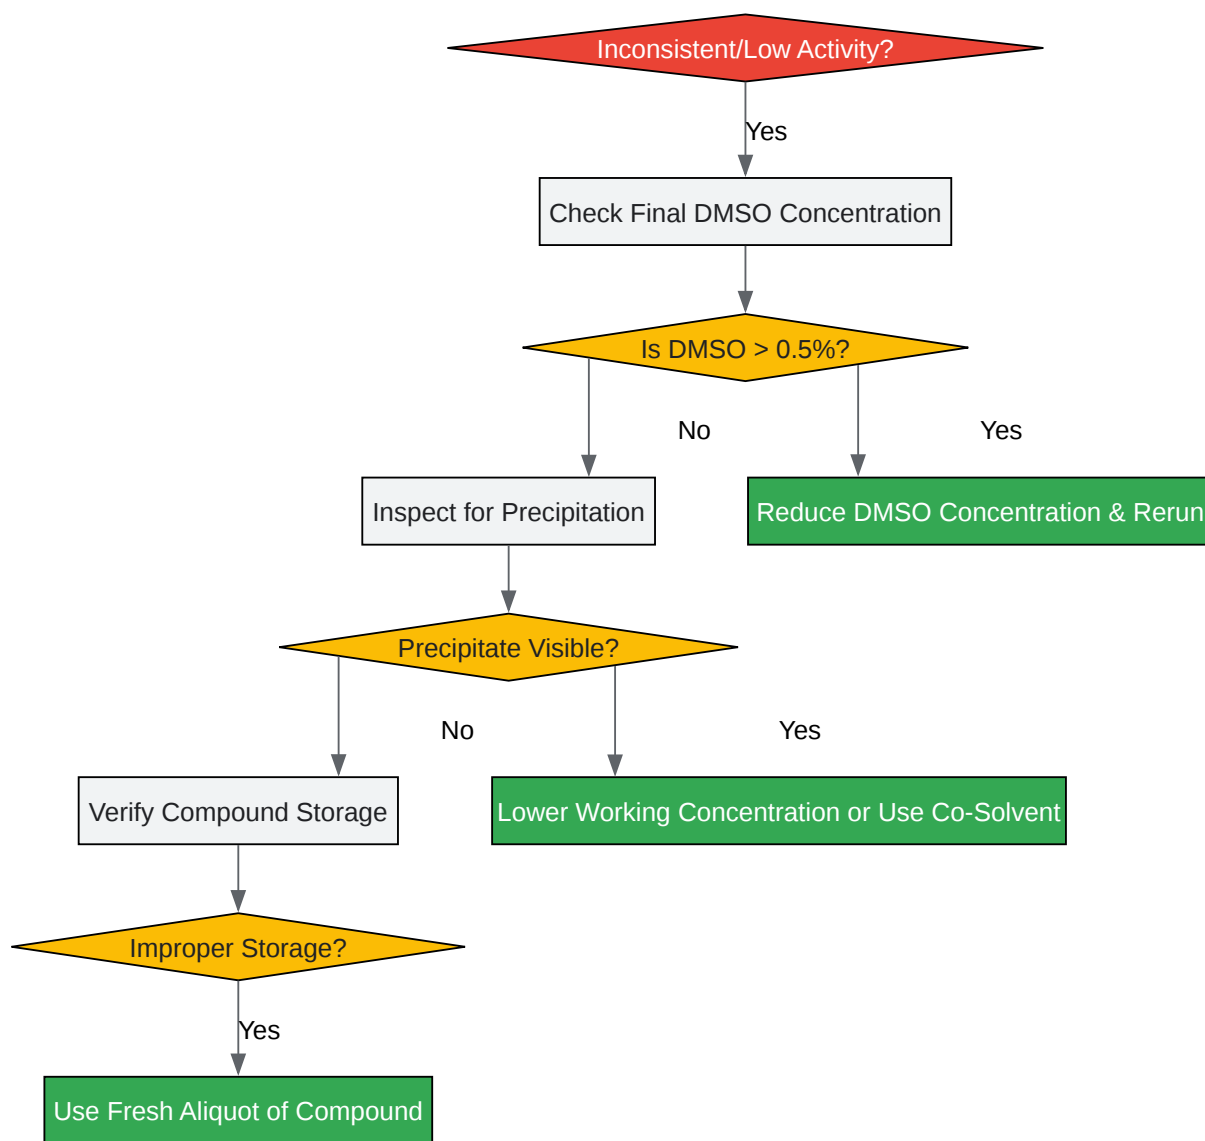 Inconsistent/Low Activity?
Yes
Check Final DMSO Concentration
Is DMSO > 0.5%?
No
Yes
Inspect for Precipitation
Reduce DMSO Concentration & Rerun
Precipitate Visible?
No
Yes
Verify Compound Storage
Lower Working Concentration or Use Co-Solvent
Improper Storage?
Yes
Use Fresh Aliquot of Compound